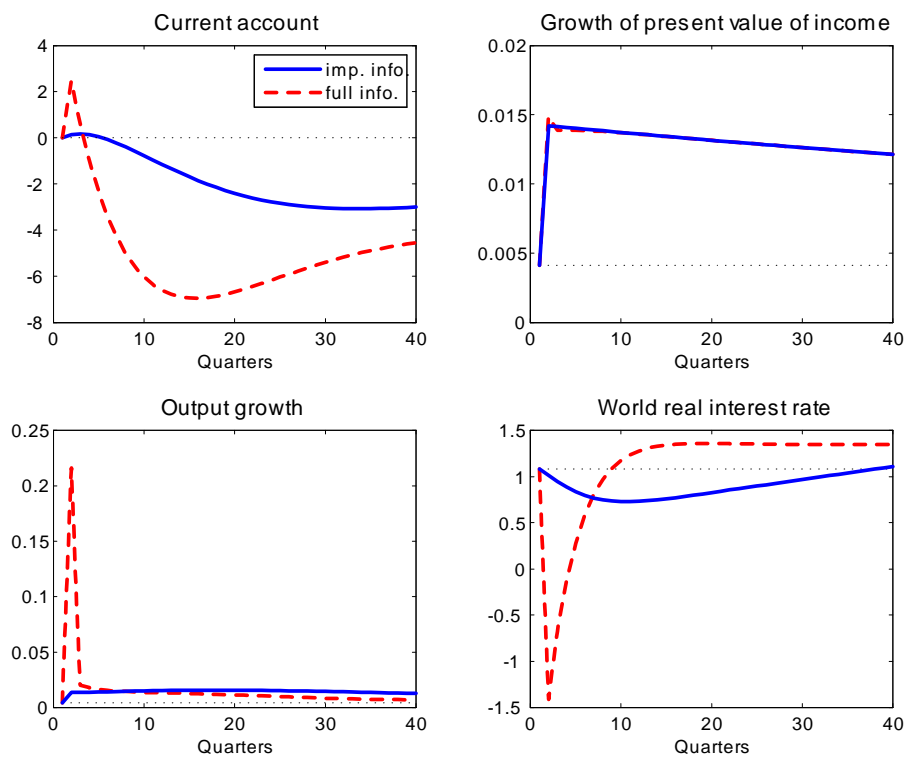 Current account
4
2
0
-2
-4
-6
-8
imp. info.
full info.
0 10 20 30 40
Quarters
Growth of present value of income
0.02
0.015
0.01
0.005
0
0 10 20 30 40
Quarters
Output growth
0.25
0.2
0.15
0.1
0.05
0
0 10 20 30 40
Quarters
World real interest rate
1.5
1
0.5
0
-0.5
-1
-1.5
0 10 20 30 40
Quarters